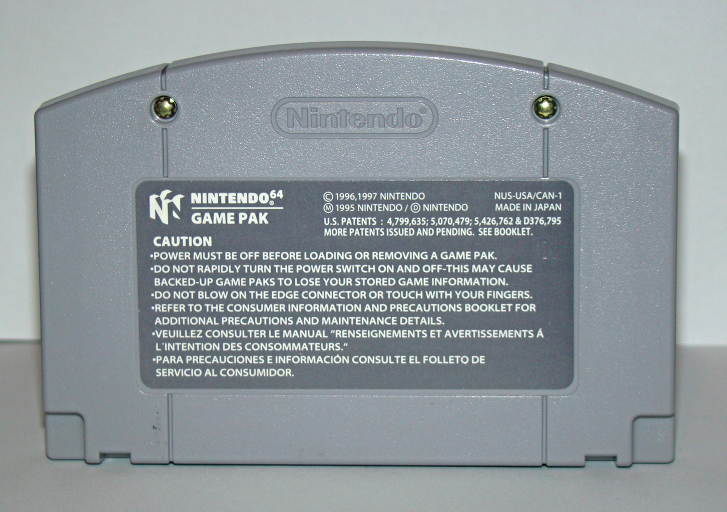 Nintendo®
NINTENDO®64
GAME PAK
© 1996,1997 NINTENDO
Ⓜ 1995 NINTENDO / Ⓓ NINTENDO
NUS-USA/CAN-1
MADE IN JAPAN
U.S. PATENTS : 4,799,635; 5,070,479; 5,426,762 & D376,795
MORE PATENTS ISSUED AND PENDING. SEE BOOKLET.
CAUTION
•POWER MUST BE OFF BEFORE LOADING OR REMOVING A GAME PAK.
•DO NOT RAPIDLY TURN THE POWER SWITCH ON AND OFF-THIS MAY CAUSE
BACKED-UP GAME PAKS TO LOSE YOUR STORED GAME INFORMATION.
•DO NOT BLOW ON THE EDGE CONNECTOR OR TOUCH WITH YOUR FINGERS.
•REFER TO THE CONSUMER INFORMATION AND PRECAUTIONS BOOKLET FOR
ADDITIONAL PRECAUTIONS AND MAINTENANCE DETAILS.
•VEUILLEZ CONSULTER LE MANUAL "RENSEIGNEMENTS ET AVERTISSEMENTS Á
L'INTENTION DES CONSOMMATEURS."
•PARA PRECAUCIONES E INFORMACIÓN CONSULTE EL FOLLETO DE
SERVICIO AL CONSUMIDOR.